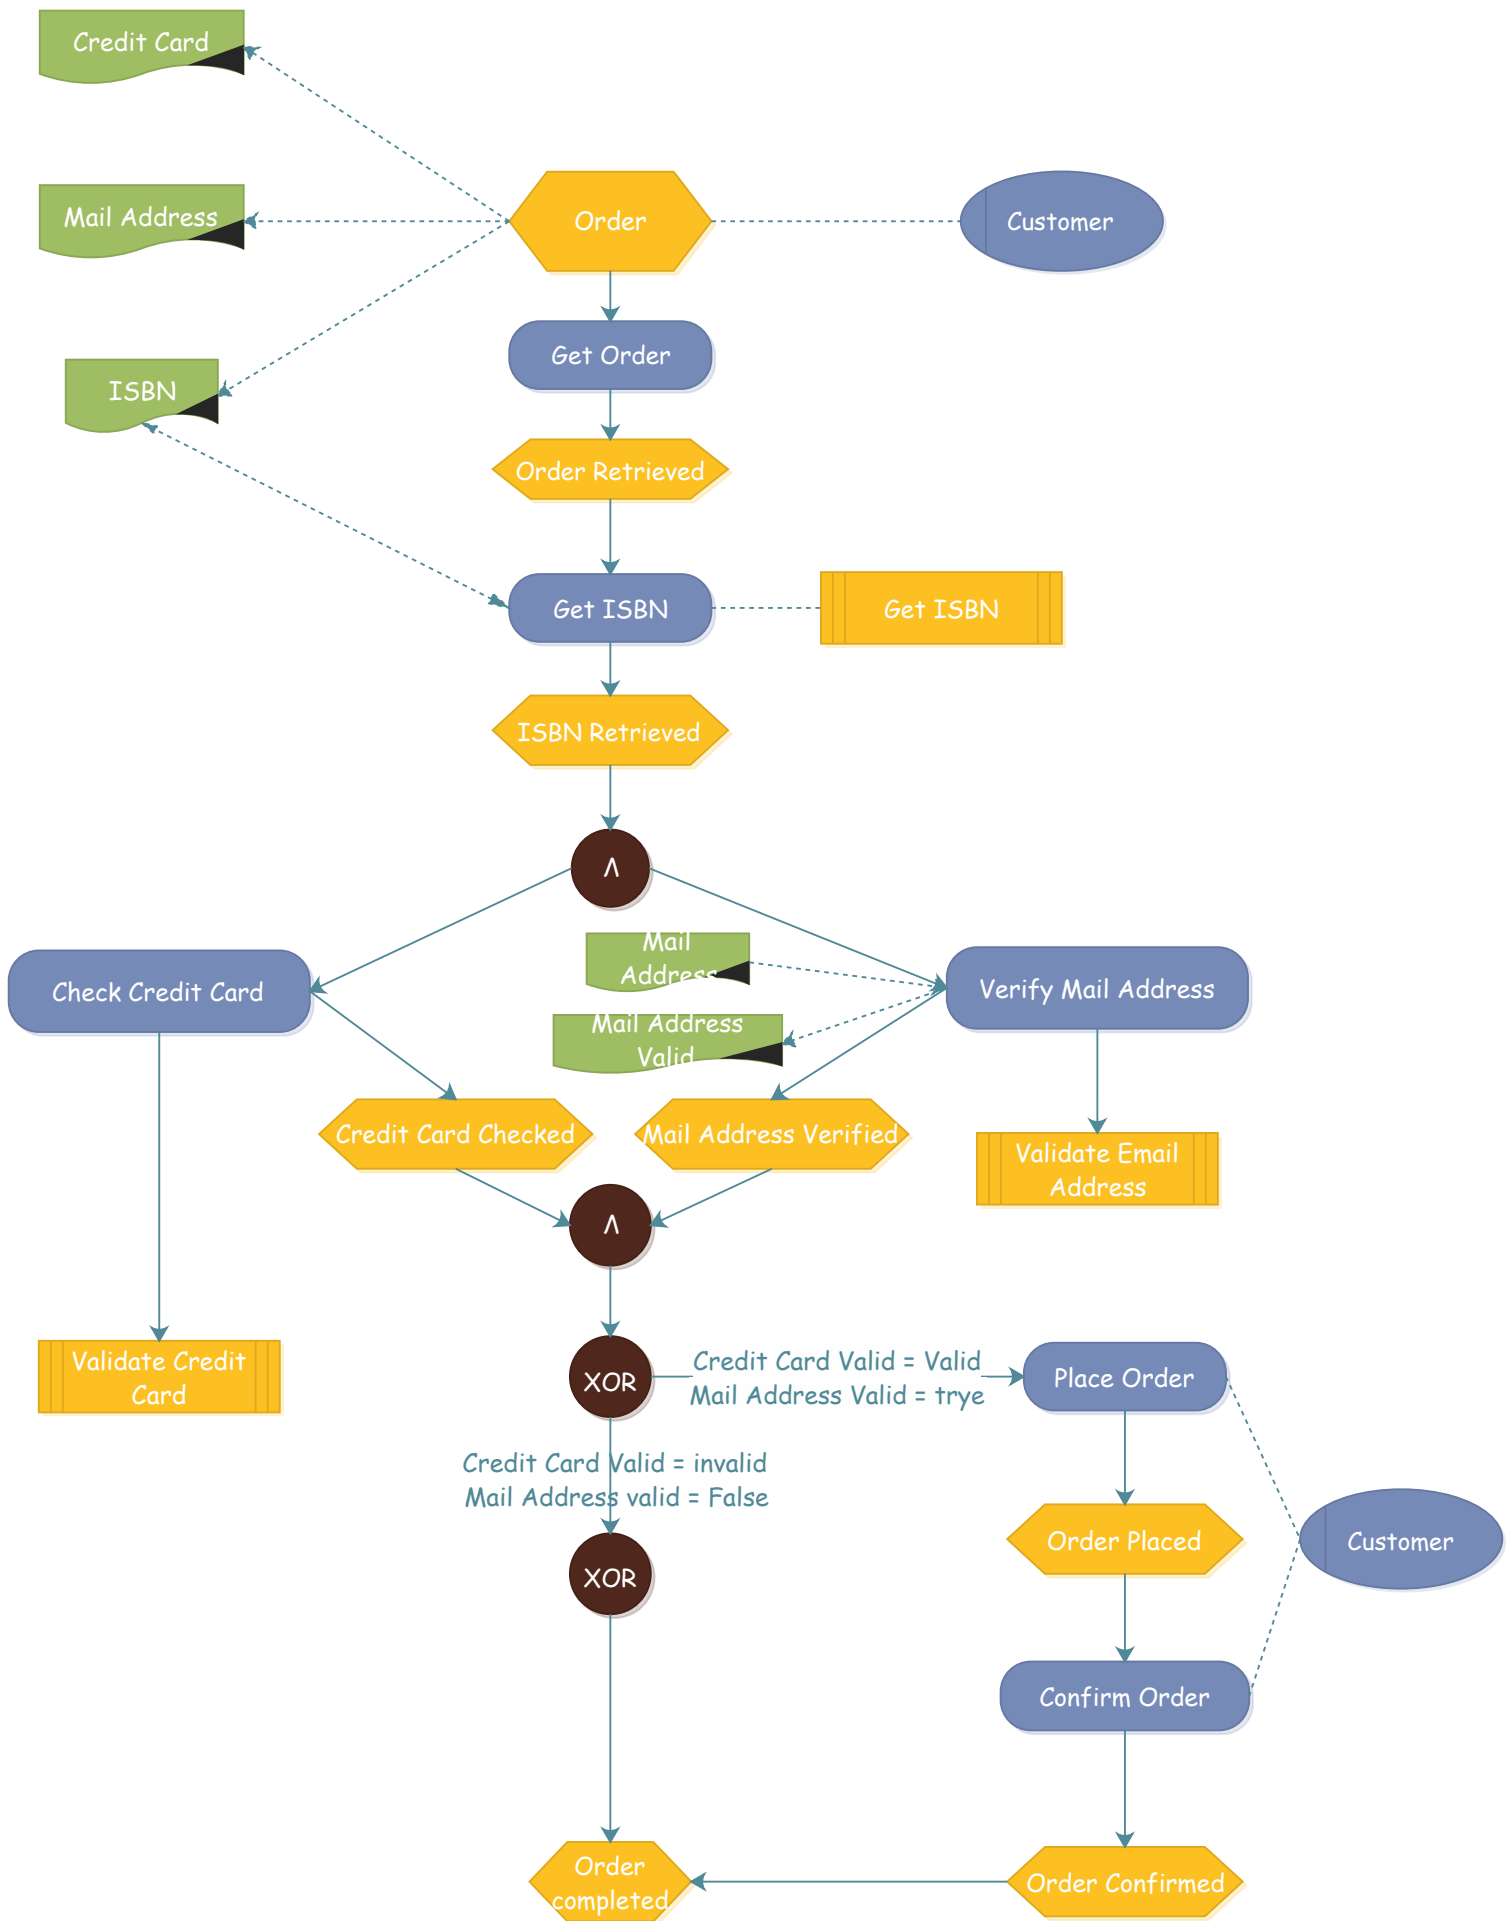 Credit Card
Mail Address
Order
Customer
Get Order
ISBN
Order Retrieved
Get ISBN
Get ISBN
ISBN Retrieved
Λ
Mail
Address
Check Credit Card
Verify Mail Address
Mail Address
Valid
Credit Card Checked
Mail Address Verified
Validate Email
Address
Λ
Validate Credit
Card
XOR
Credit Card Valid = Valid
Mail Address Valid = trye
Place Order
Credit Card Valid = invalid
Mail Address valid = False
XOR
Order Placed
Customer
Confirm Order
Order
completed
Order Confirmed